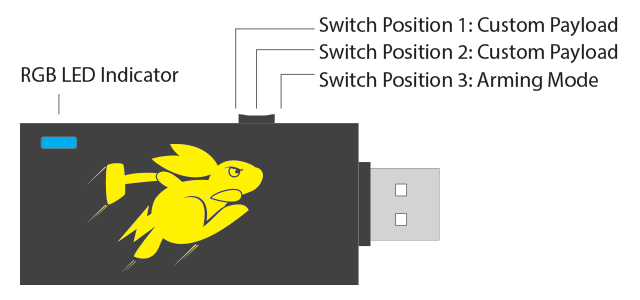 Switch Position 1: Custom Payload
Switch Position 2: Custom Payload
RGB LED Indicator
Switch Position 3: Arming Mode